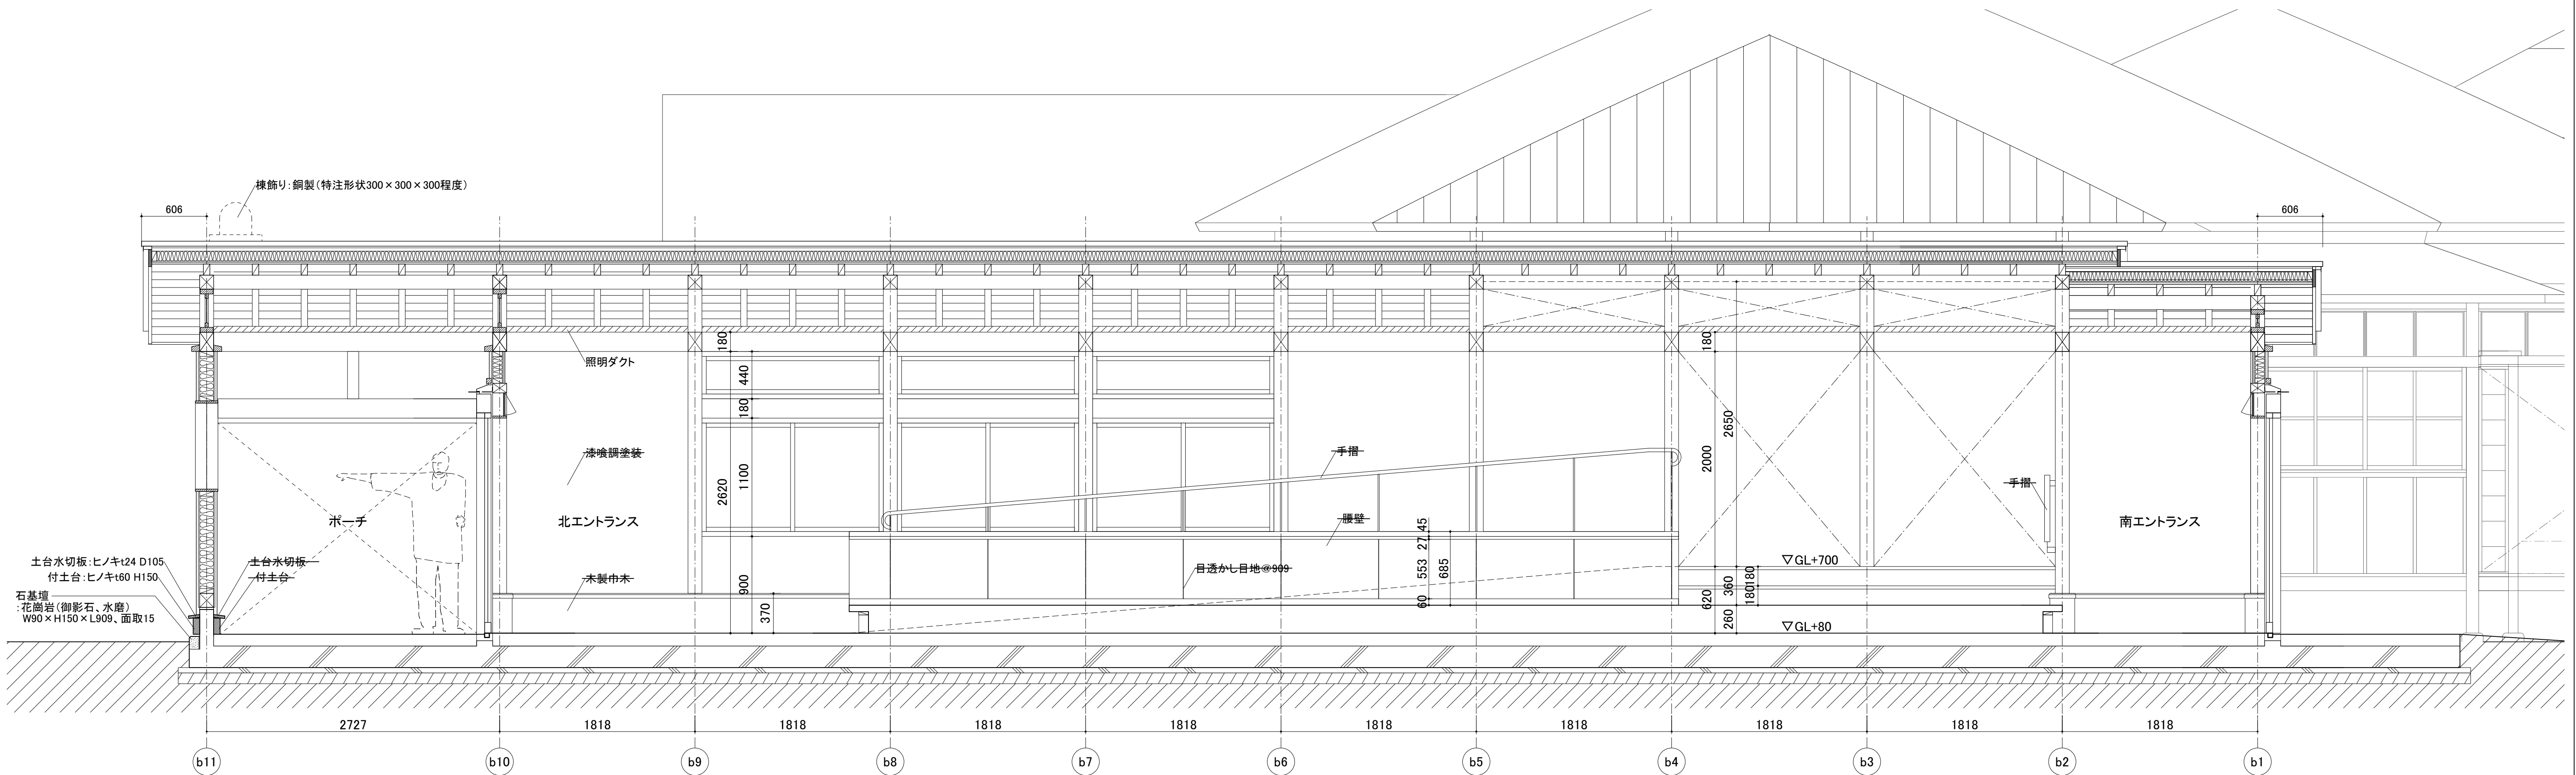 棟飾り：銅製（特注形状300×300×300程度）
606
606
180
照明ダクト
180
440
180
2650
漆喰調塗装
手摺
2000
1100
2620
手摺
ポーチ
北エントランス
腰壁
45
南エントランス
27
土台水切板：ヒノキt24 D105
土台水切板
目透かし目地@909
553
685
▽GL+700
付土台：ヒノキt60 H150
付土台
木製巾木
900
360
180
180
石基壇
：花崗岩（御影石、水磨）
W90×H150×L909、面取15
370
60
620
260
▽GL+80
2727
1818
1818
1818
1818
1818
1818
1818
1818
1818
b11
b10
b9
b8
b7
b6
b5
b4
b3
b2
b1